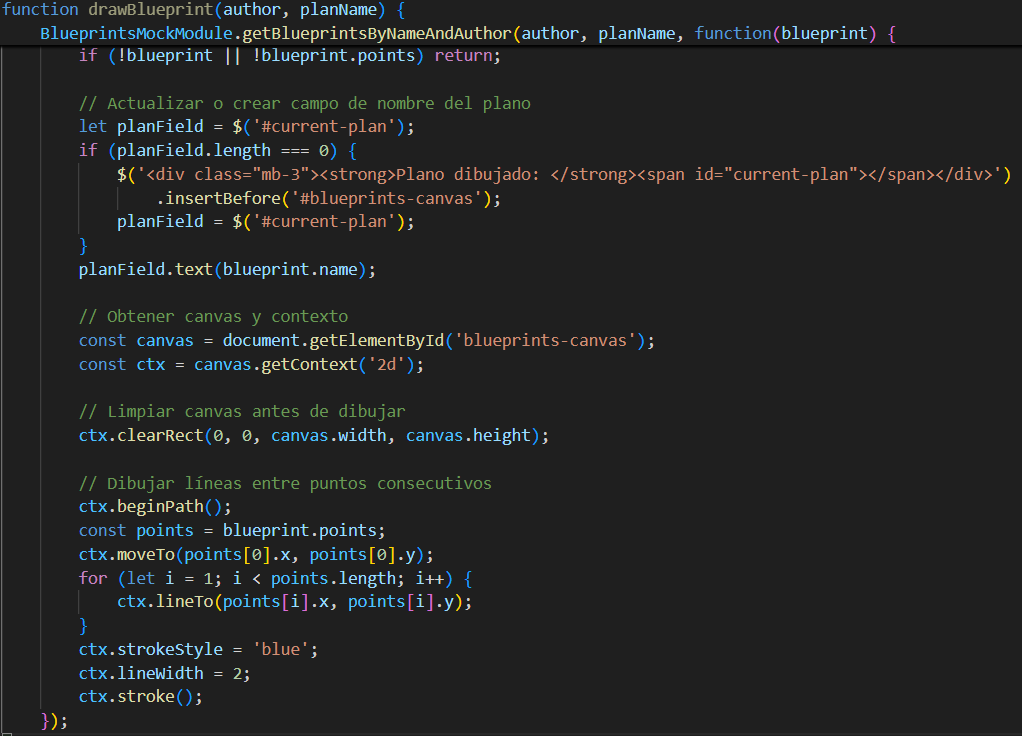 function drawBlueprint(author, planName) {
    BlueprintsMockModule.getBlueprintsByNameAndAuthor(author, planName, function(blueprint) {
        if (!blueprint || !blueprint.points) return;

        // Actualizar o crear campo de nombre del plano
        let planField = $('#current-plan');
        if (planField.length === 0) {
            $('<div class="mb-3"><strong>Plano dibujado: </strong><span id="current-plan"></span></div>')
                .insertBefore('#blueprints-canvas');
            planField = $('#current-plan');
        }
        planField.text(blueprint.name);

        // Obtener canvas y contexto
        const canvas = document.getElementById('blueprints-canvas');
        const ctx = canvas.getContext('2d');

        // Limpiar canvas antes de dibujar
        ctx.clearRect(0, 0, canvas.width, canvas.height);

        // Dibujar líneas entre puntos consecutivos
        ctx.beginPath();
        const points = blueprint.points;
        ctx.moveTo(points[0].x, points[0].y);
        for (let i = 1; i < points.length; i++) {
            ctx.lineTo(points[i].x, points[i].y);
        }
        ctx.strokeStyle = 'blue';
        ctx.lineWidth = 2;
        ctx.stroke();
    });